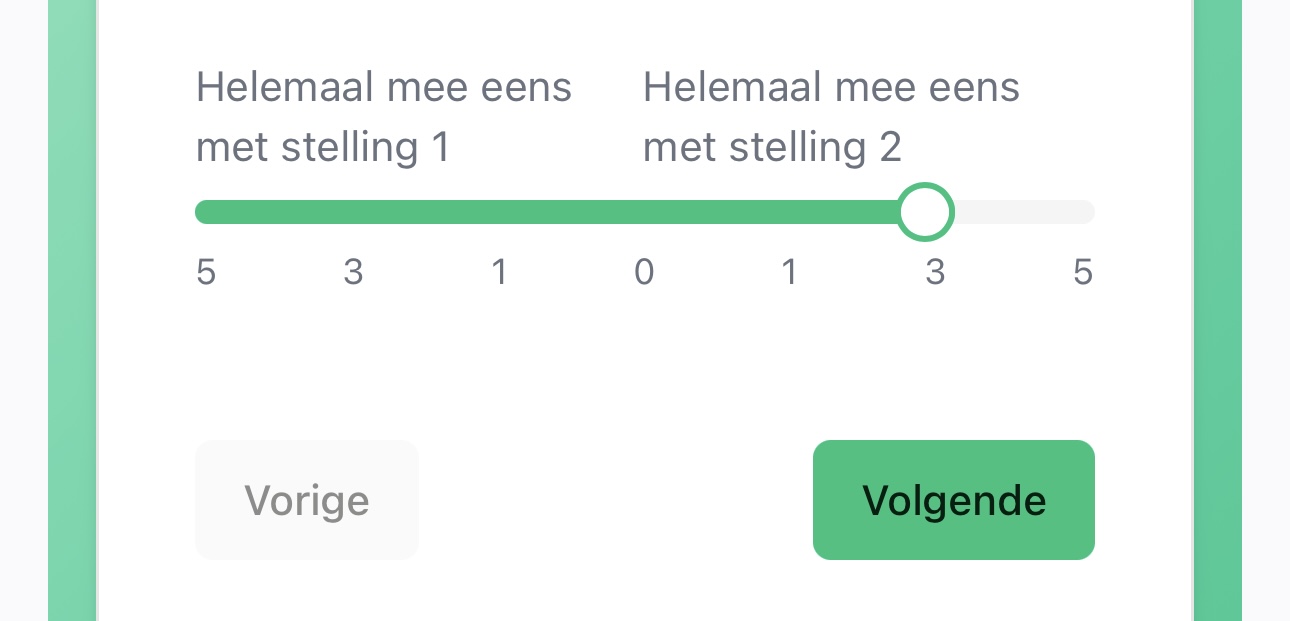 Helemaal mee eens
met stelling 1
Helemaal mee eens
met stelling 2
5 3 1 0 1 3 5
Vorige
Volgende